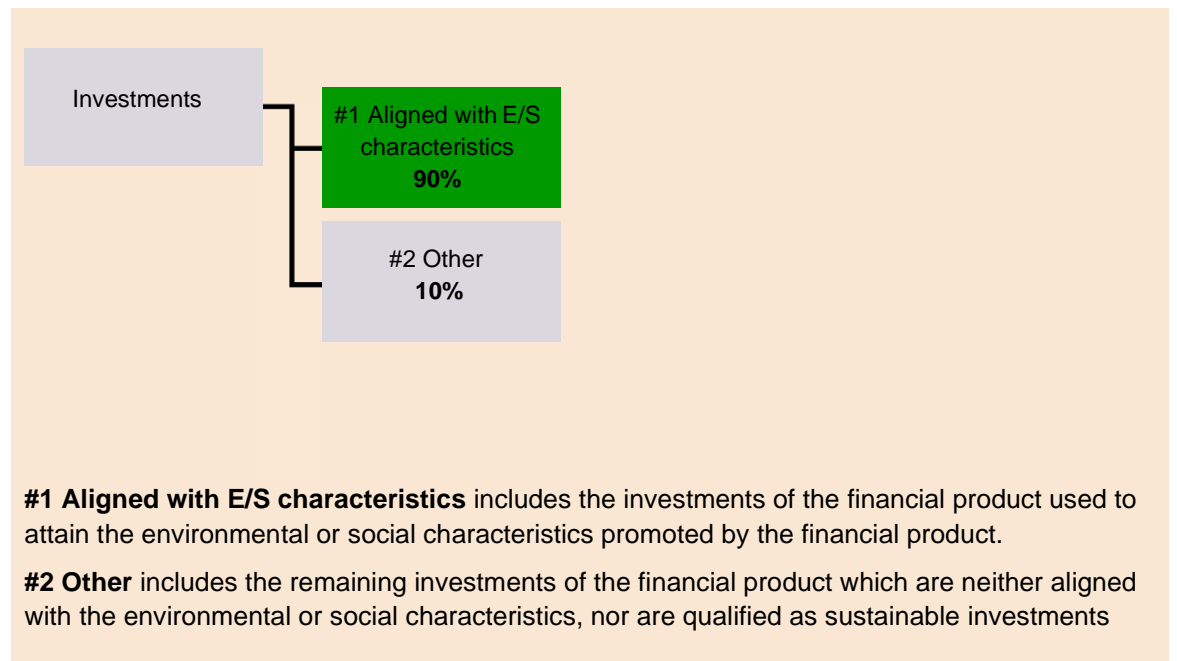 Investments
#1 Aligned with E/S
characteristics
90%
#2 Other
10%
#1 Aligned with E/S characteristics includes the investments of the financial product used to
attain the environmental or social characteristics promoted by the financial product.
#2 Other includes the remaining investments of the financial product which are neither aligned
with the environmental or social characteristics, nor are qualified as sustainable investments